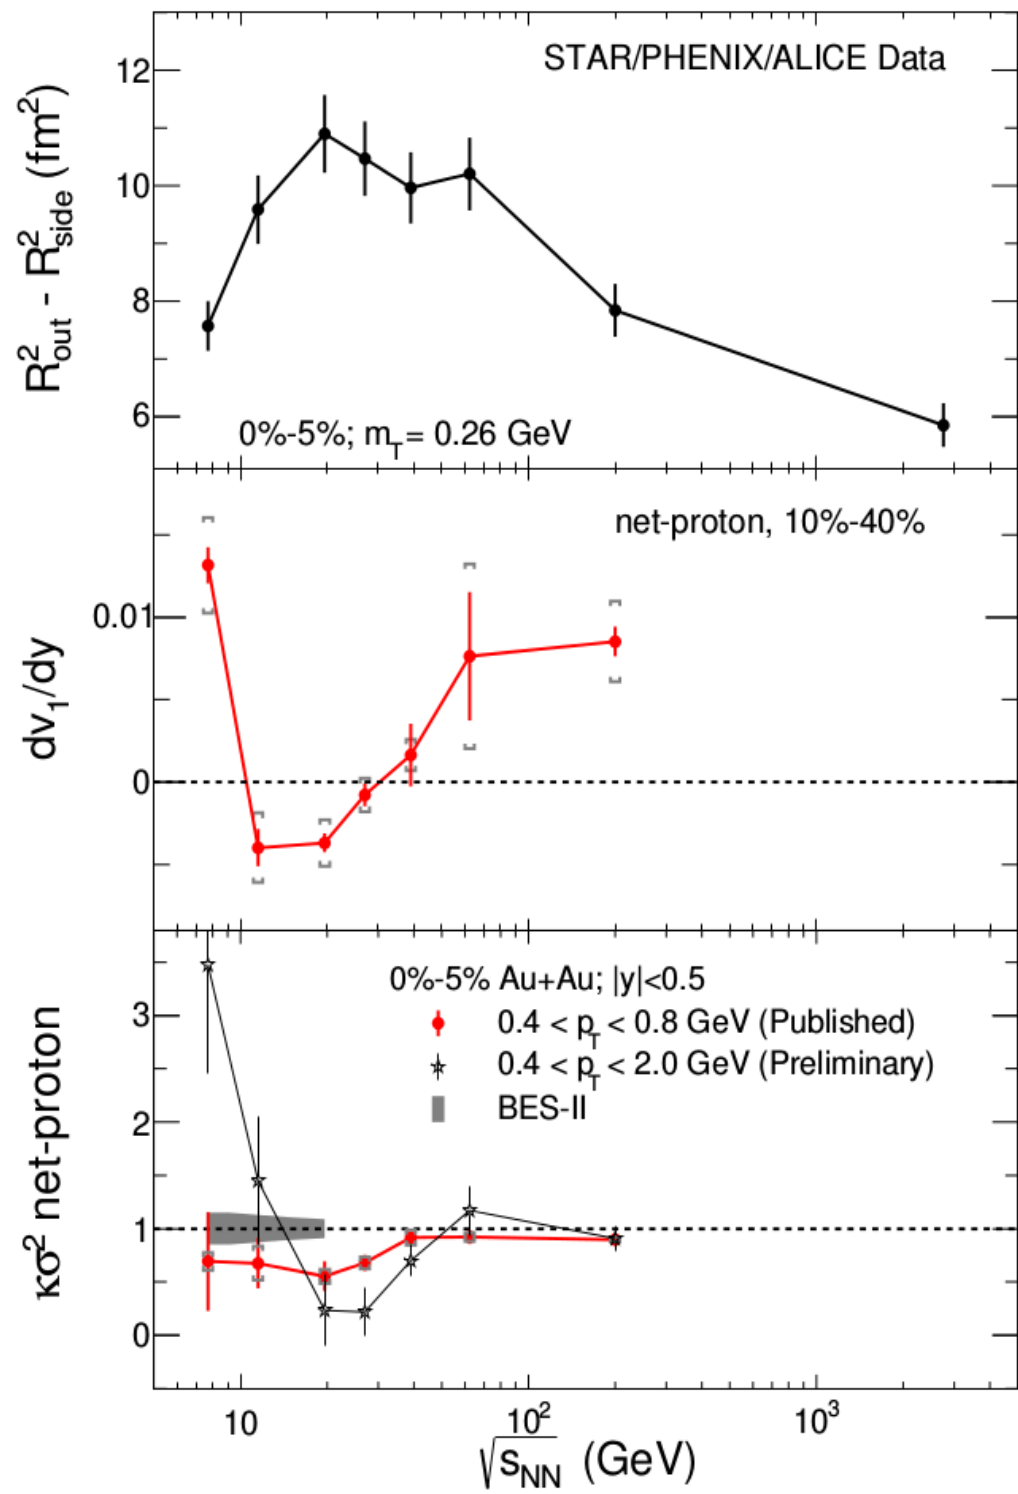 STAR/PHENIX/ALICE Data
12
10
8
6
R²out - R²side (fm²)
0%-5%; mT= 0.26 GeV
net-proton, 10%-40%
0.01
0
dv₁/dy
0%-5% Au+Au; |y|<0.5
0.4 < pT < 0.8 GeV (Published)
0.4 < pT < 2.0 GeV (Preliminary)
BES-II
3
2
1
0
κσ² net-proton
10 10² 10³
√sNN (GeV)